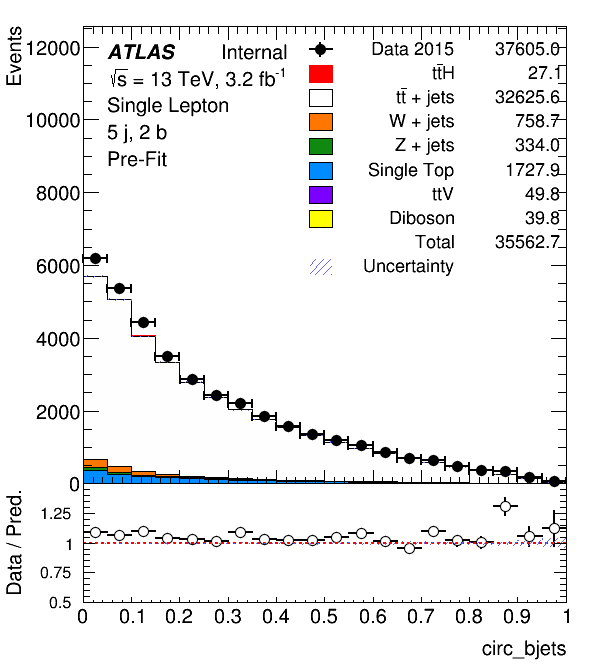 Events
12000
10000
8000
6000
4000
2000
0
ATLAS Internal
√s = 13 TeV, 3.2 fb⁻¹
Single Lepton
5 j, 2 b
Pre-Fit
Data 2015 37605.0
tt̄H 27.1
tt̄ + jets 32625.6
W + jets 758.7
Z + jets 334.0
Single Top 1727.9
ttV 49.8
Diboson 39.8
Total 35562.7
Uncertainty
Data / Pred.
1.25
1
0.75
0.5
0 0.1 0.2 0.3 0.4 0.5 0.6 0.7 0.8 0.9 1
circ_bjets